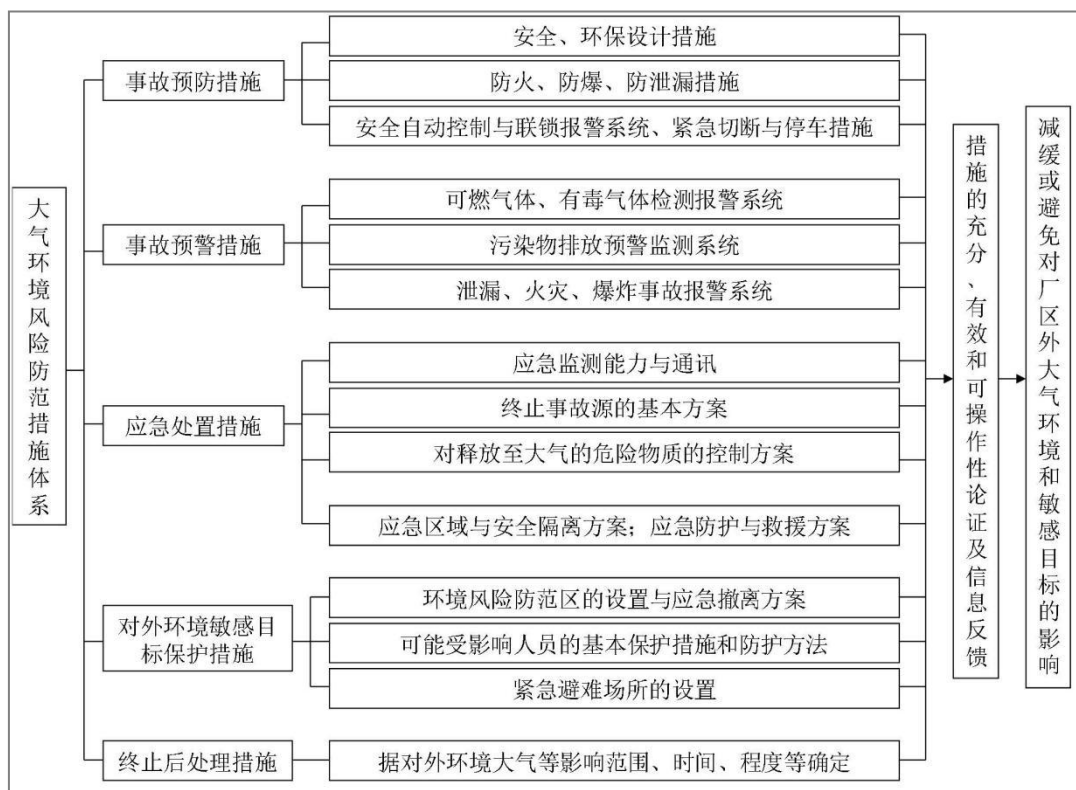 大气环境风险防范措施体系
事故预防措施
安全、环保设计措施
防火、防爆、防泄漏措施
安全自动控制与联锁报警系统、紧急切断与停车措施
事故预警措施
可燃气体、有毒气体检测报警系统
污染物排放预警监测系统
泄漏、火灾、爆炸事故报警系统
应急处置措施
应急监测能力与通讯
终止事故源的基本方案
对释放至大气的危险物质的控制方案
应急区域与安全隔离方案；应急防护与救援方案
对外环境敏感目
标保护措施
环境风险防范区的设置与应急撤离方案
可能受影响人员的基本保护措施和防护方法
紧急避难场所的设置
终止后处理措施
据对外环境大气等影响范围、时间、程度等确定
措施的充分、有效和可操作性论证及信息反馈
减缓或避免对厂区外大气环境和敏感目标的影响